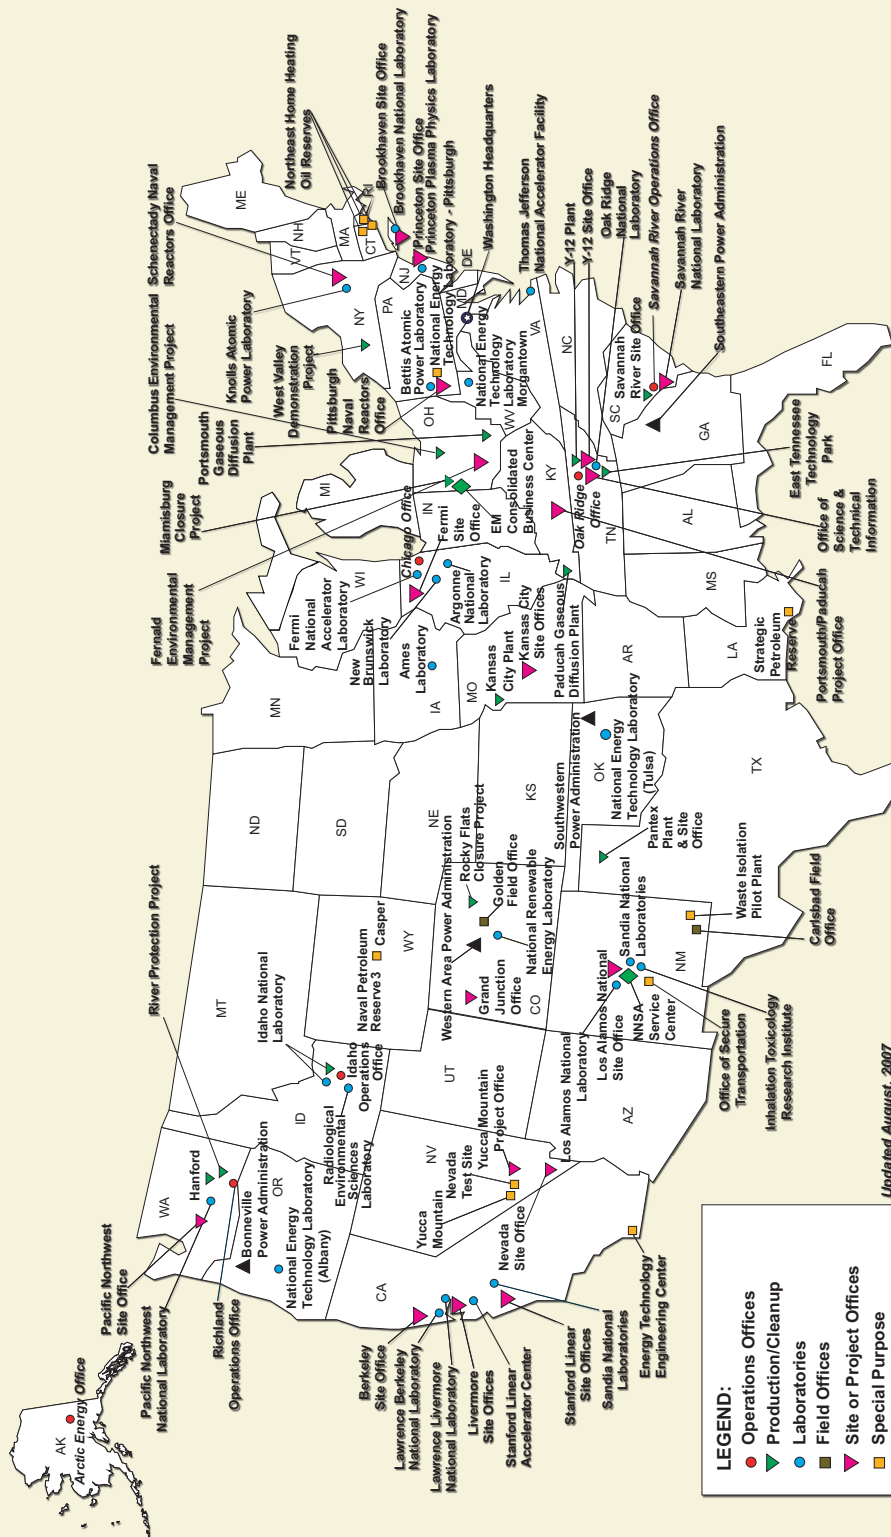 AK
Arctic Energy Office
Pacific Northwest
Site Office
Pacific Northwest
National Laboratory
Richland
Operations Office
River Protection Project
WA
Hanford
Bonneville
Power Administration
OR
National Energy
Technology Laboratory
(Albany)
Idaho National
Laboratory
ID
Idaho
Operations
Office
Radiological
Environmental
Sciences
Laboratory
MT
Naval Petroleum
Reserve3
Casper
WY
ND
SD
NE
KS
MN
WI
MI
IA
MO
IL
IN
OH
Western Area Power Administration
Rocky Flats
Closure Project
Golden
Field Office
Grand
Junction
Office
CO
National Renewable
Energy Laboratory
UT
NV
Nevada
Test Site
Yucca Mountain
Project Office
Yucca
Mountain
Nevada
Site Office
CA
Berkeley
Site Office
Lawrence Berkeley
National Laboratory
Lawrence Livermore
National Laboratory
Livermore
Site Offices
Stanford Linear
Accelerator Center
Stanford Linear
Site Offices
Sandia National
Laboratories
Energy Technology
Engineering Center
AZ
Los Alamos National
Laboratory
Los Alamos National
Site Office
NNSA
Service
Center
Sandia National
Laboratories
NM
Office of Secure
Transportation
Inhalation Toxicology
Research Institute
Carlsbad Field
Office
Waste Isolation
Pilot Plant
Pantex
Plant
& Site
Office
TX
Southwestern
Power Administration
OK
National Energy
Technology Laboratory
(Tulsa)
AR
LA
MS
AL
GA
FL
Strategic
Petroleum
Reserve
Kansas
City Plant
Kansas City
Site Offices
Paducah Gaseous
Diffusion Plant
Ames
Laboratory
New
Brunswick
Laboratory
Fermi
National
Accelerator
Laboratory
Chicago Office
Fermi
Site
Office
Argonne
National
Laboratory
EM
Consolidated
Business Center
Fernald
Environmental
Management
Project
Miamisburg
Closure
Project
Portsmouth
Gaseous
Diffusion
Plant
Columbus Environmental
Management Project
West Valley
Demonstration
Project
Pittsburgh
Naval
Reactors
Office
Knolls Atomic
Power Laboratory
Schenectady Naval
Reactors Office
NY
PA
VT
NH
ME
MA
CT
RI
NJ
DE
MD
WV
VA
KY
TN
NC
SC
Northeast Home Heating
Oil Reserves
Brookhaven Site Office
Brookhaven National Laboratory
Princeton Site Office
Princeton Plasma Physics Laboratory
Bettis Atomic
Power Laboratory
National Energy
Technology Laboratory - Pittsburgh
Washington Headquarters
National Energy
Technology
Laboratory
Morgantown
Thomas Jefferson
National Accelerator Facility
Y-12 Plant
Y-12 Site Office
Oak Ridge
National
Laboratory
Oak Ridge
Office
Savannah
River Site Office
Savannah River Operations Office
Savannah River
National Laboratory
Southeastern Power Administration
East Tennessee
Technology
Park
Office of
Science &
Technical
Information
Portsmouth/Paducah
Project Office
Updated August, 2007
LEGEND:
Operations Offices
Production/Cleanup
Laboratories
Field Offices
Site or Project Offices
Special Purpose